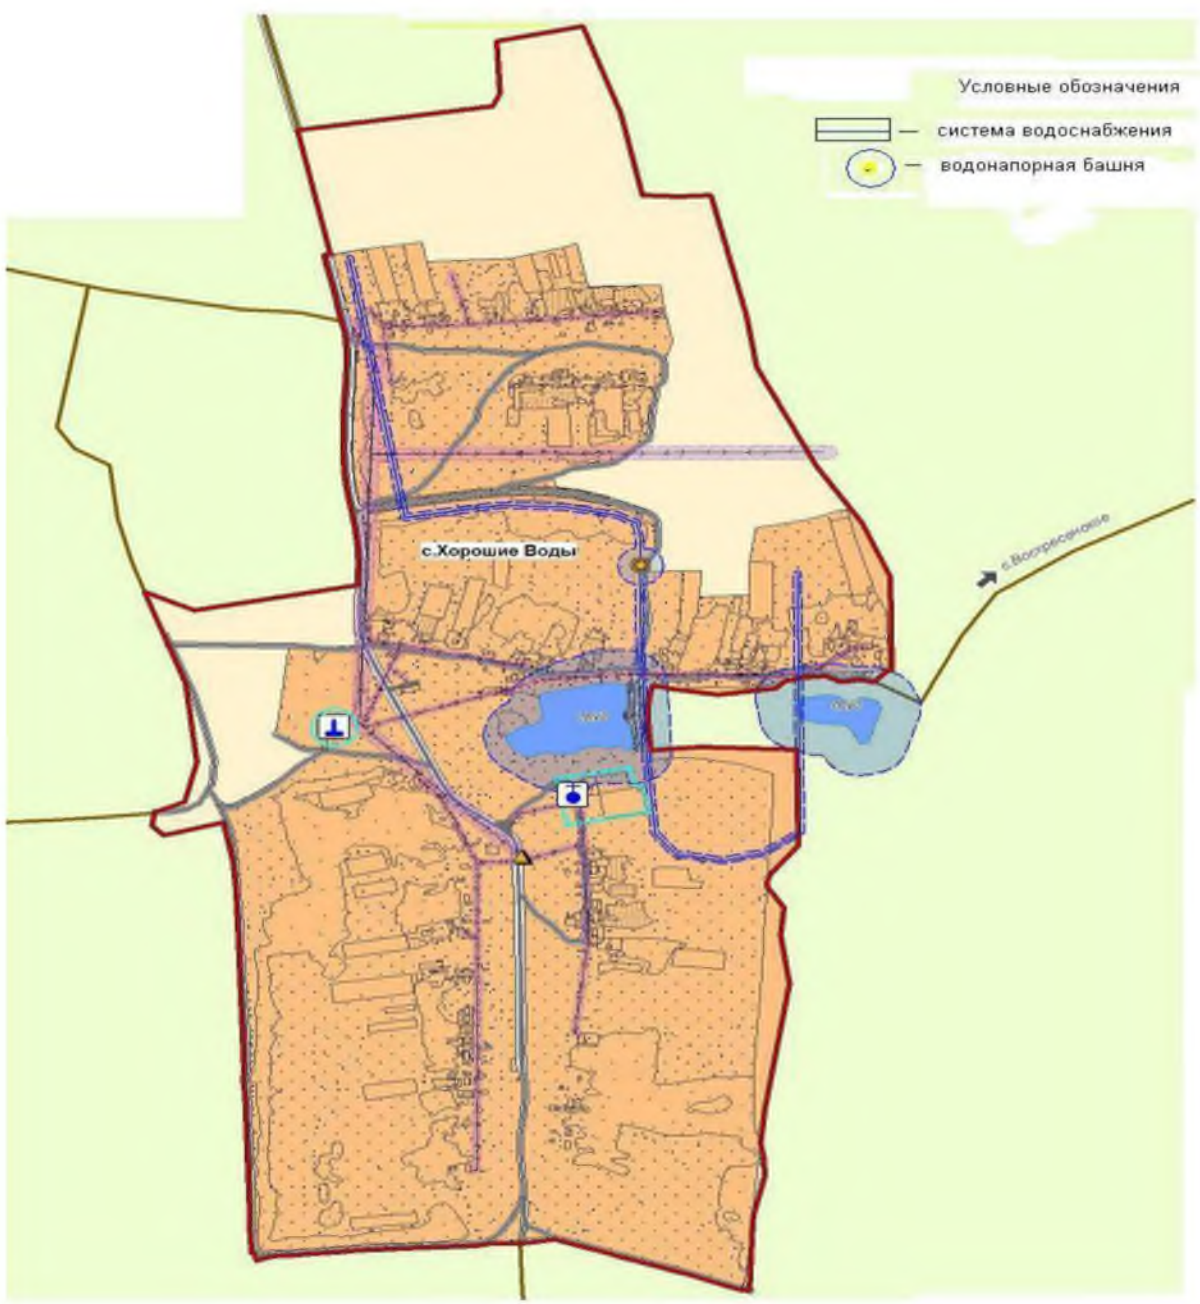 Условные обозначения
— система водоснабжения
— водонапорная башня
с.Хорошие Воды
с.Воскресенское